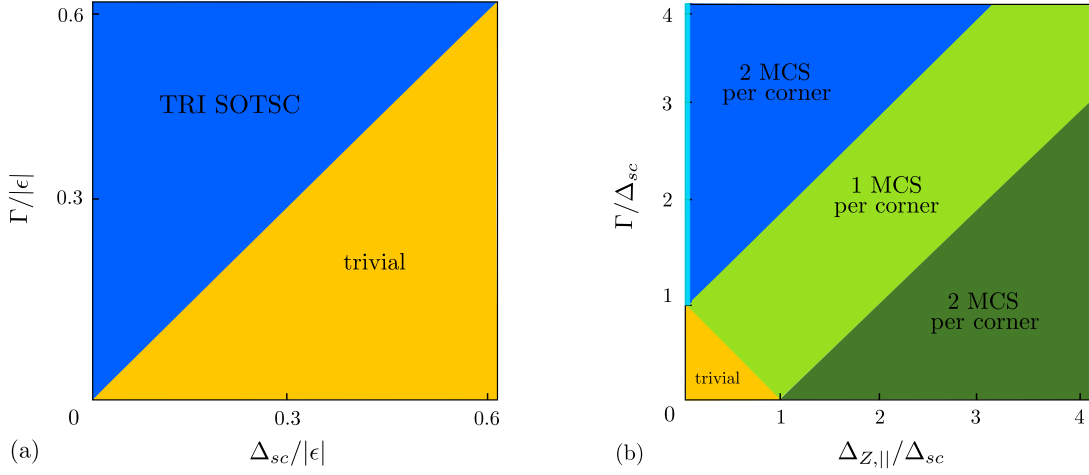 0.6
TRI SOTSC
0.3
Γ/|ϵ|
trivial
0
0.3
0.6
(a)
Δ_{sc}/|ϵ|
4
2 MCS
per corner
3
1 MCS
per corner
2
Γ/Δ_{sc}
1
2 MCS
per corner
trivial
0
1
2
3
4
(b)
Δ_{Z,||}/Δ_{sc}